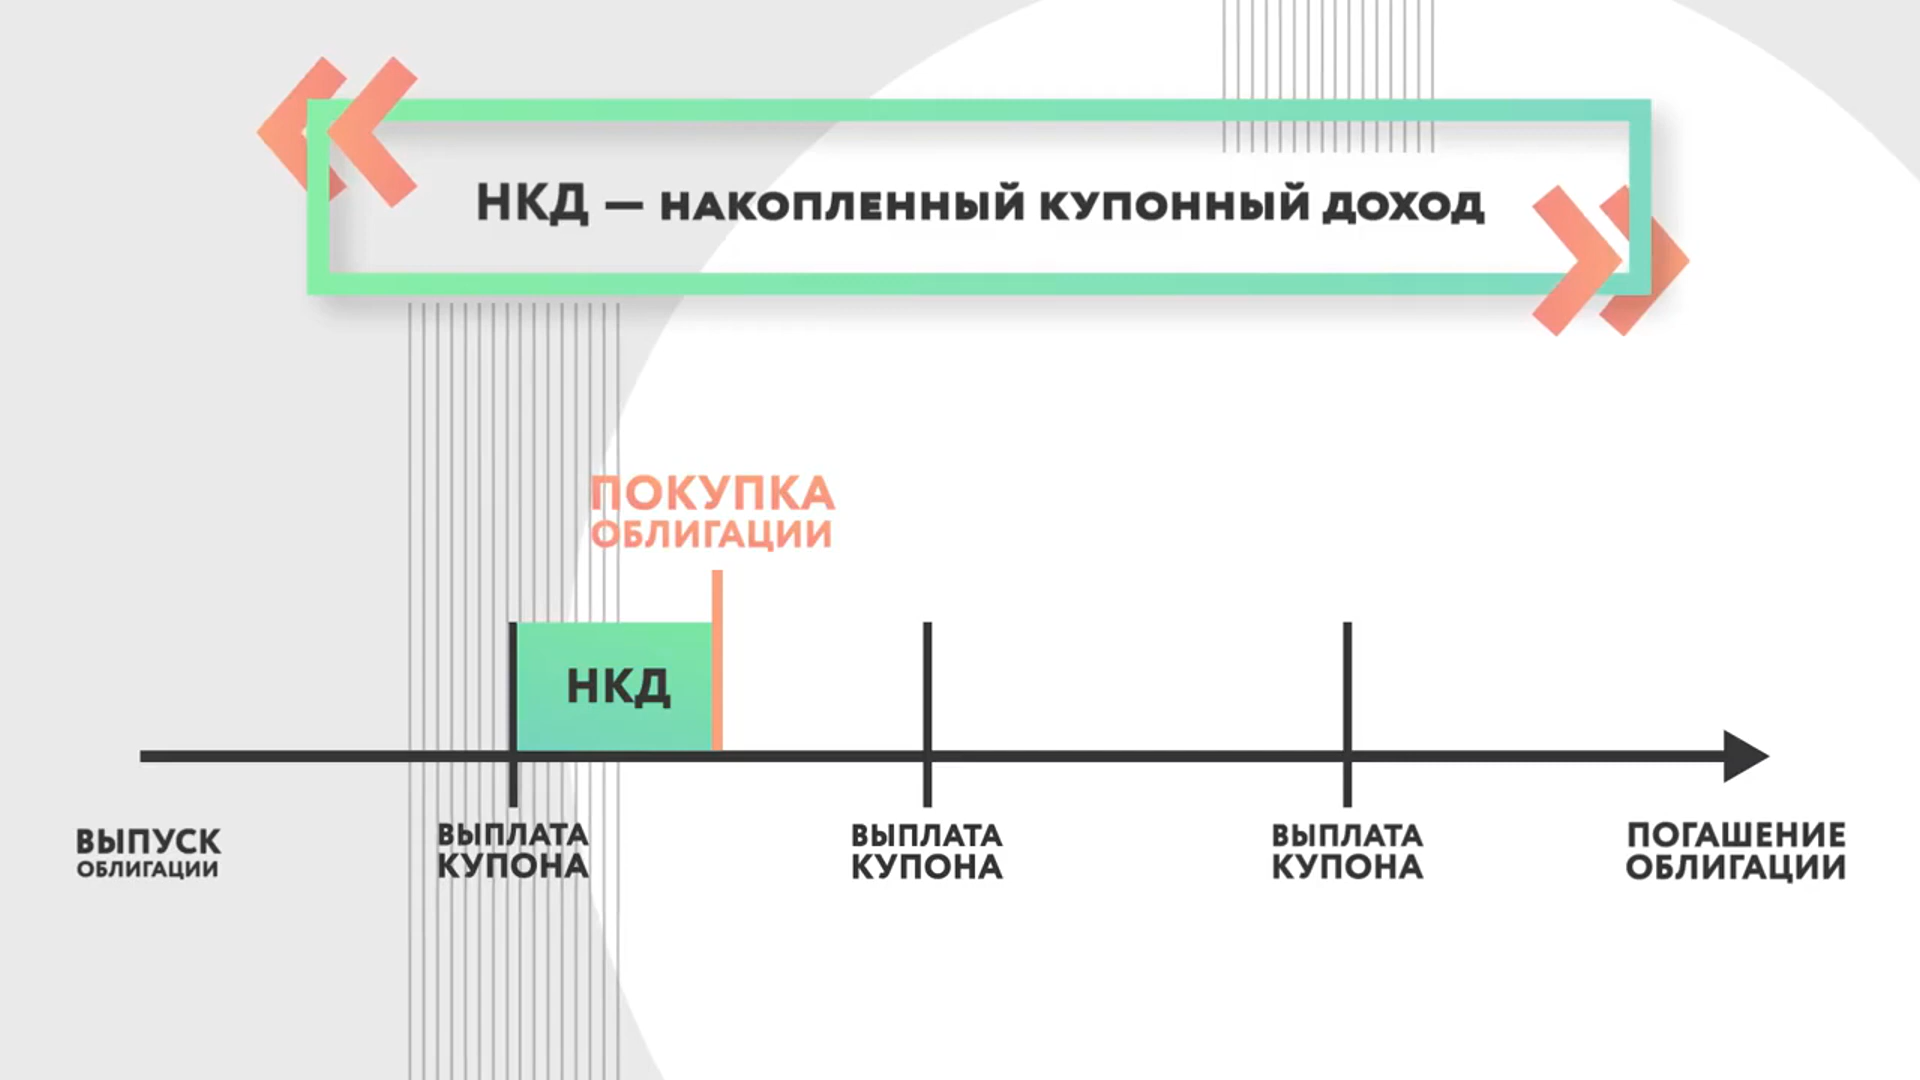 НКД — НАКОПЛЕННЫЙ КУПОННЫЙ ДОХОД
ПОКУПКА
ОБЛИГАЦИИ
НКД
ВЫПУСК
ОБЛИГАЦИИ
ВЫПЛАТА
КУПОНА
ВЫПЛАТА
КУПОНА
ВЫПЛАТА
КУПОНА
ПОГАШЕНИЕ
ОБЛИГАЦИИ